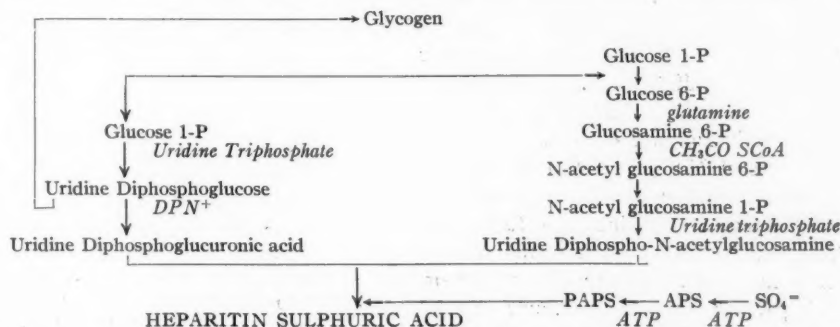 Glycogen
Glucose 1-P
Glucose 6-P
glutamine
Glucose 1-P
Glucosamine 6-P
Uridine Triphosphate
CH₃CO SCoA
N-acetyl glucosamine 6-P
Uridine Diphosphoglucose
DPN⁺
N-acetyl glucosamine 1-P
Uridine triphosphate
Uridine Diphosphoglucuronic acid
Uridine Diphospho-N-acetylglucosamine
PAPS APS SO₄⁼
HEPARITIN SULPHURIC ACID ATP ATP